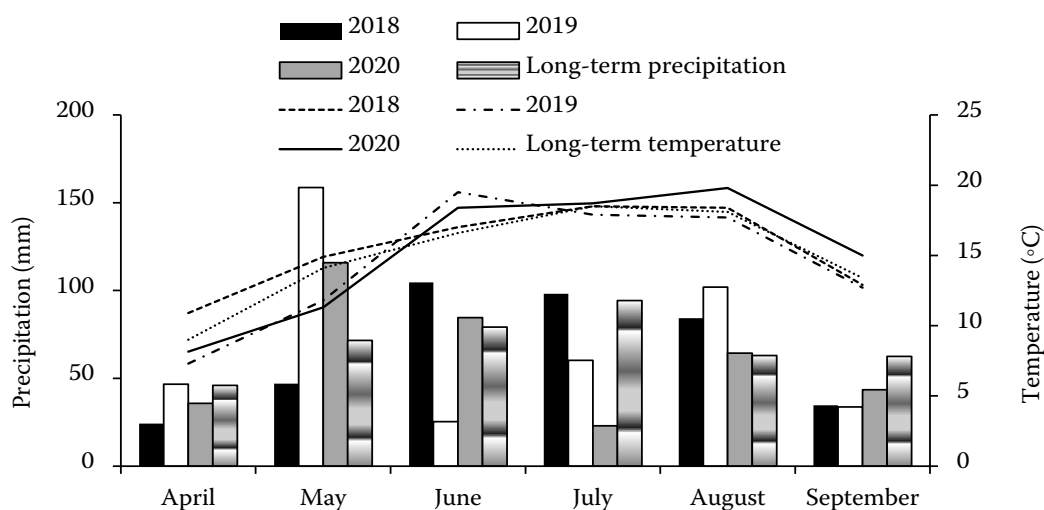 2018 2019
2020 Long-term precipitation
2018 2019
2020 Long-term temperature
Precipitation (mm)
200
150
100
50
0
25
20
15
10
5
0
Temperature (°C)
April May June July August September